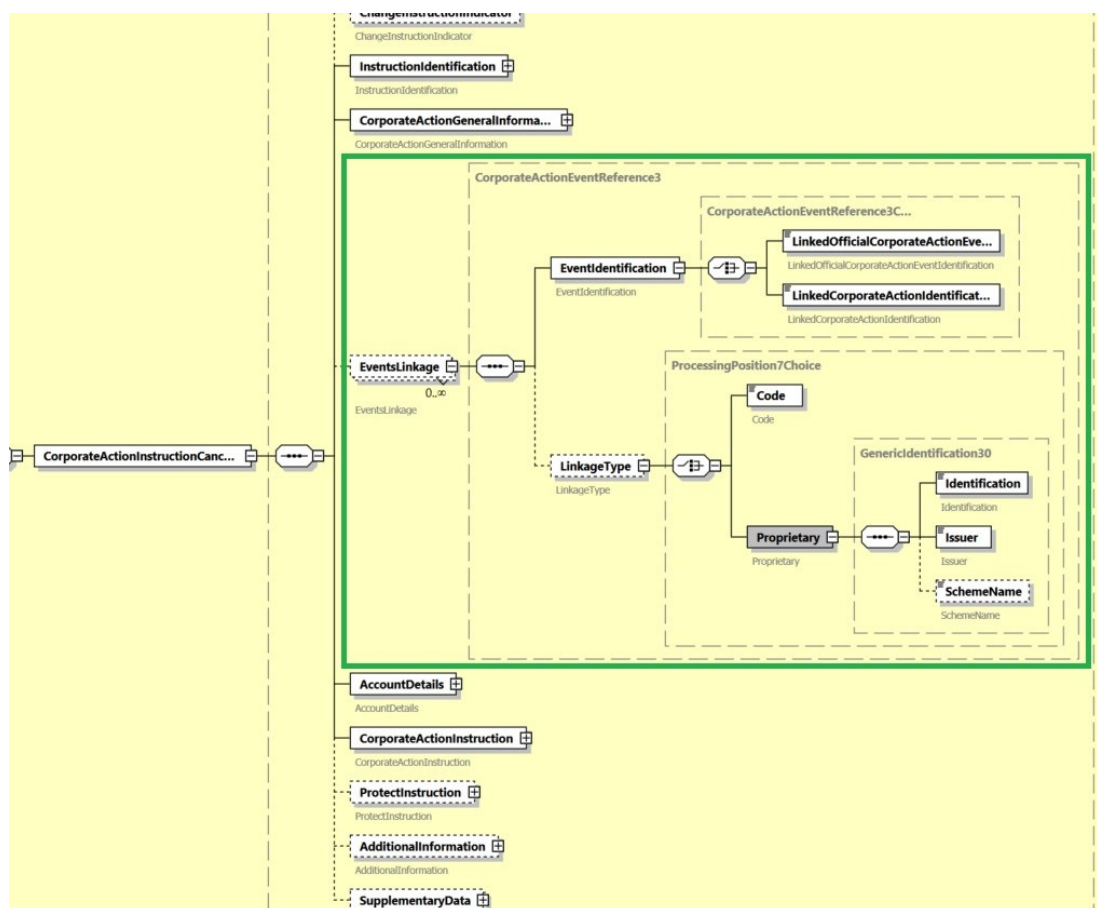 ChangeInstructionIndicator
ChangeInstructionIndicator
InstructionIdentification
InstructionIdentification
CorporateActionGeneralInforma...
CorporateActionGeneralInformation
CorporateActionEventReference3
CorporateActionEventReference3C...
LinkedOfficialCorporateActionEve...
LinkedOfficialCorporateActionEventIdentification
EventIdentification
EventIdentification
LinkedCorporateActionIdentificat...
LinkedCorporateActionIdentification
ProcessingPosition7Choice
EventsLinkage
0..∞
EventsLinkage
Code
Code
CorporateActionInstructionCanc...
GenericIdentification30
LinkageType
LinkageType
Identification
Identification
Proprietary
Proprietary
Issuer
Issuer
SchemeName
SchemeName
AccountDetails
AccountDetails
CorporateActionInstruction
CorporateActionInstruction
ProtectInstruction
ProtectInstruction
AdditionalInformation
AdditionalInformation
SupplementaryData